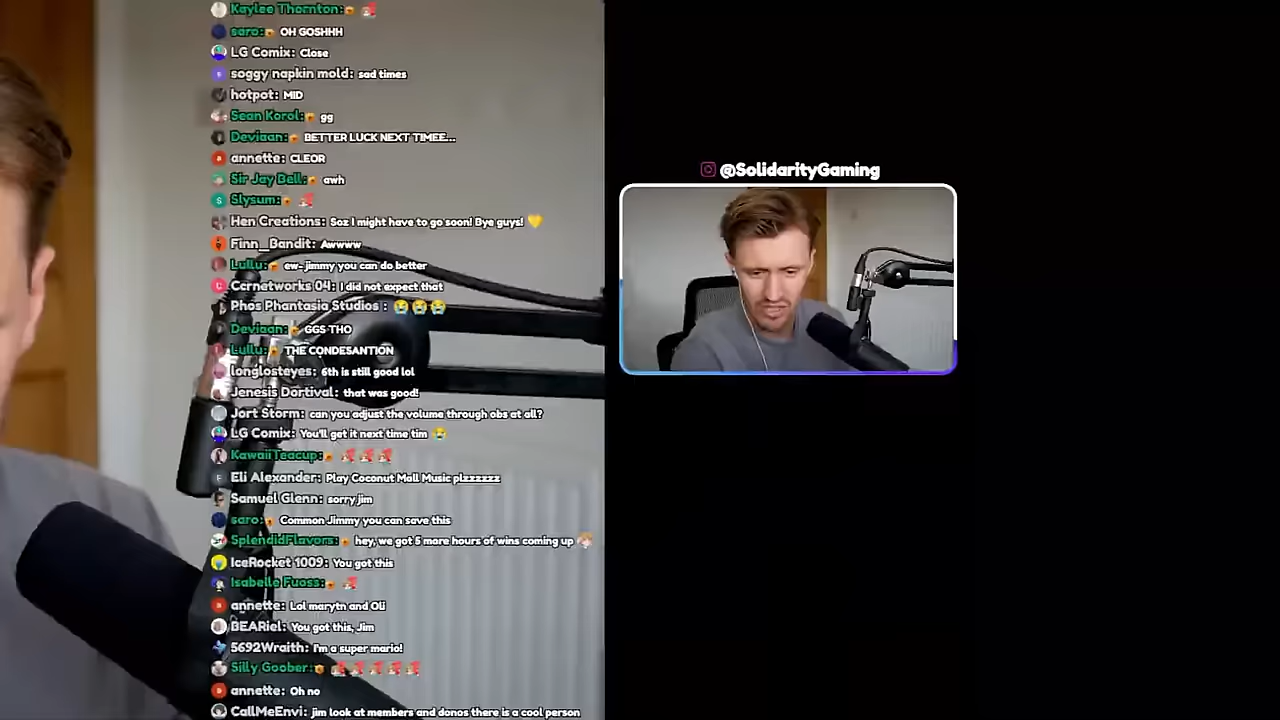 Kaylee Thornton:
saro: OH GOSHHH
LG Comix: Close
soggy napkin mold: sad times
hotpot: MID
Sean Korol: gg
Deviaan: BETTER LUCK NEXT TIMEE...
annette: CLEOR
Sir Jay Bell: awh
Slysum:
Hen Creations: Soz I might have to go soon! Bye guys! 💛
Finn_Bandit: Awwww
Lullu: ew- jimmy you can do better
Ccrnetworks 04: I did not expect that
Phos Phantasia Studios : 😭😭😭
Deviaan: GGS THO
Lullu: THE CONDESANTION
longlosteyes: 6th is still good lol
Jenesis Dortival: that was good!
Jort Storm: can you adjust the volume through obs at all?
LG Comix: You'll get it next time tim 😭
KawaiiTeacup:
Eli Alexander: Play Coconut Mall Music plzzzzzz
Samuel Glenn: sorry jim
saro: Common Jimmy you can save this
SplendidFlavors: hey, we got 5 more hours of wins coming up
IceRocket 1009: You got this
Isabelle Fuoss:
annette: Lol marytn and Oli
BEARiel: You got this, Jim
5692Wraith: I'm a super mario!
Silly Goober:
annette: Oh no
CallMeEnvi: jim look at members and donos there is a cool person
@SolidarityGaming